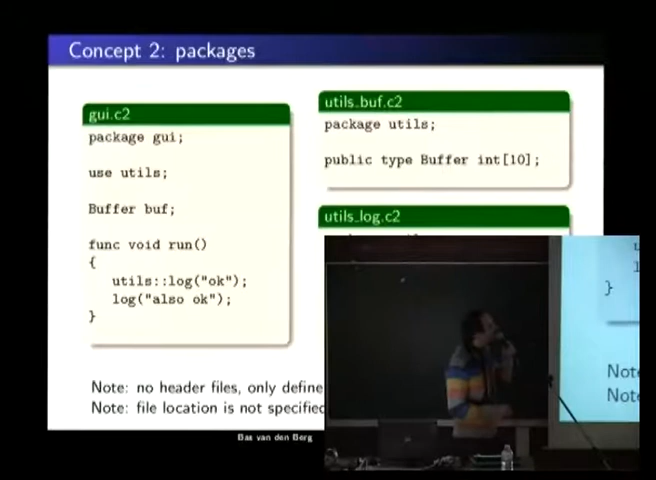 Concept 2: packages
gui.c2
package gui;
use utils;
Buffer buf;
func void run()
{
utils::log("ok");
log("also ok");
}
utils_buf.c2
package utils;
public type Buffer int[10];
utils_log.c2
}
Note: no header files, only define
Note: file location is not specified
Bas van den Berg
Note
Note